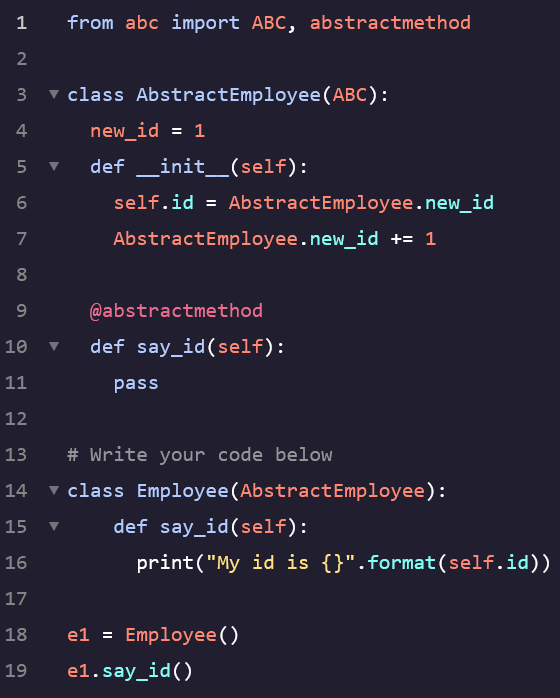 1 from abc import ABC, abstractmethod
2
3 class AbstractEmployee(ABC):
4   new_id = 1
5   def __init__(self):
6     self.id = AbstractEmployee.new_id
7     AbstractEmployee.new_id += 1
8
9   @abstractmethod
10   def say_id(self):
11     pass
12
13 # Write your code below
14 class Employee(AbstractEmployee):
15     def say_id(self):
16       print("My id is {}".format(self.id))
17
18 e1 = Employee()
19 e1.say_id()